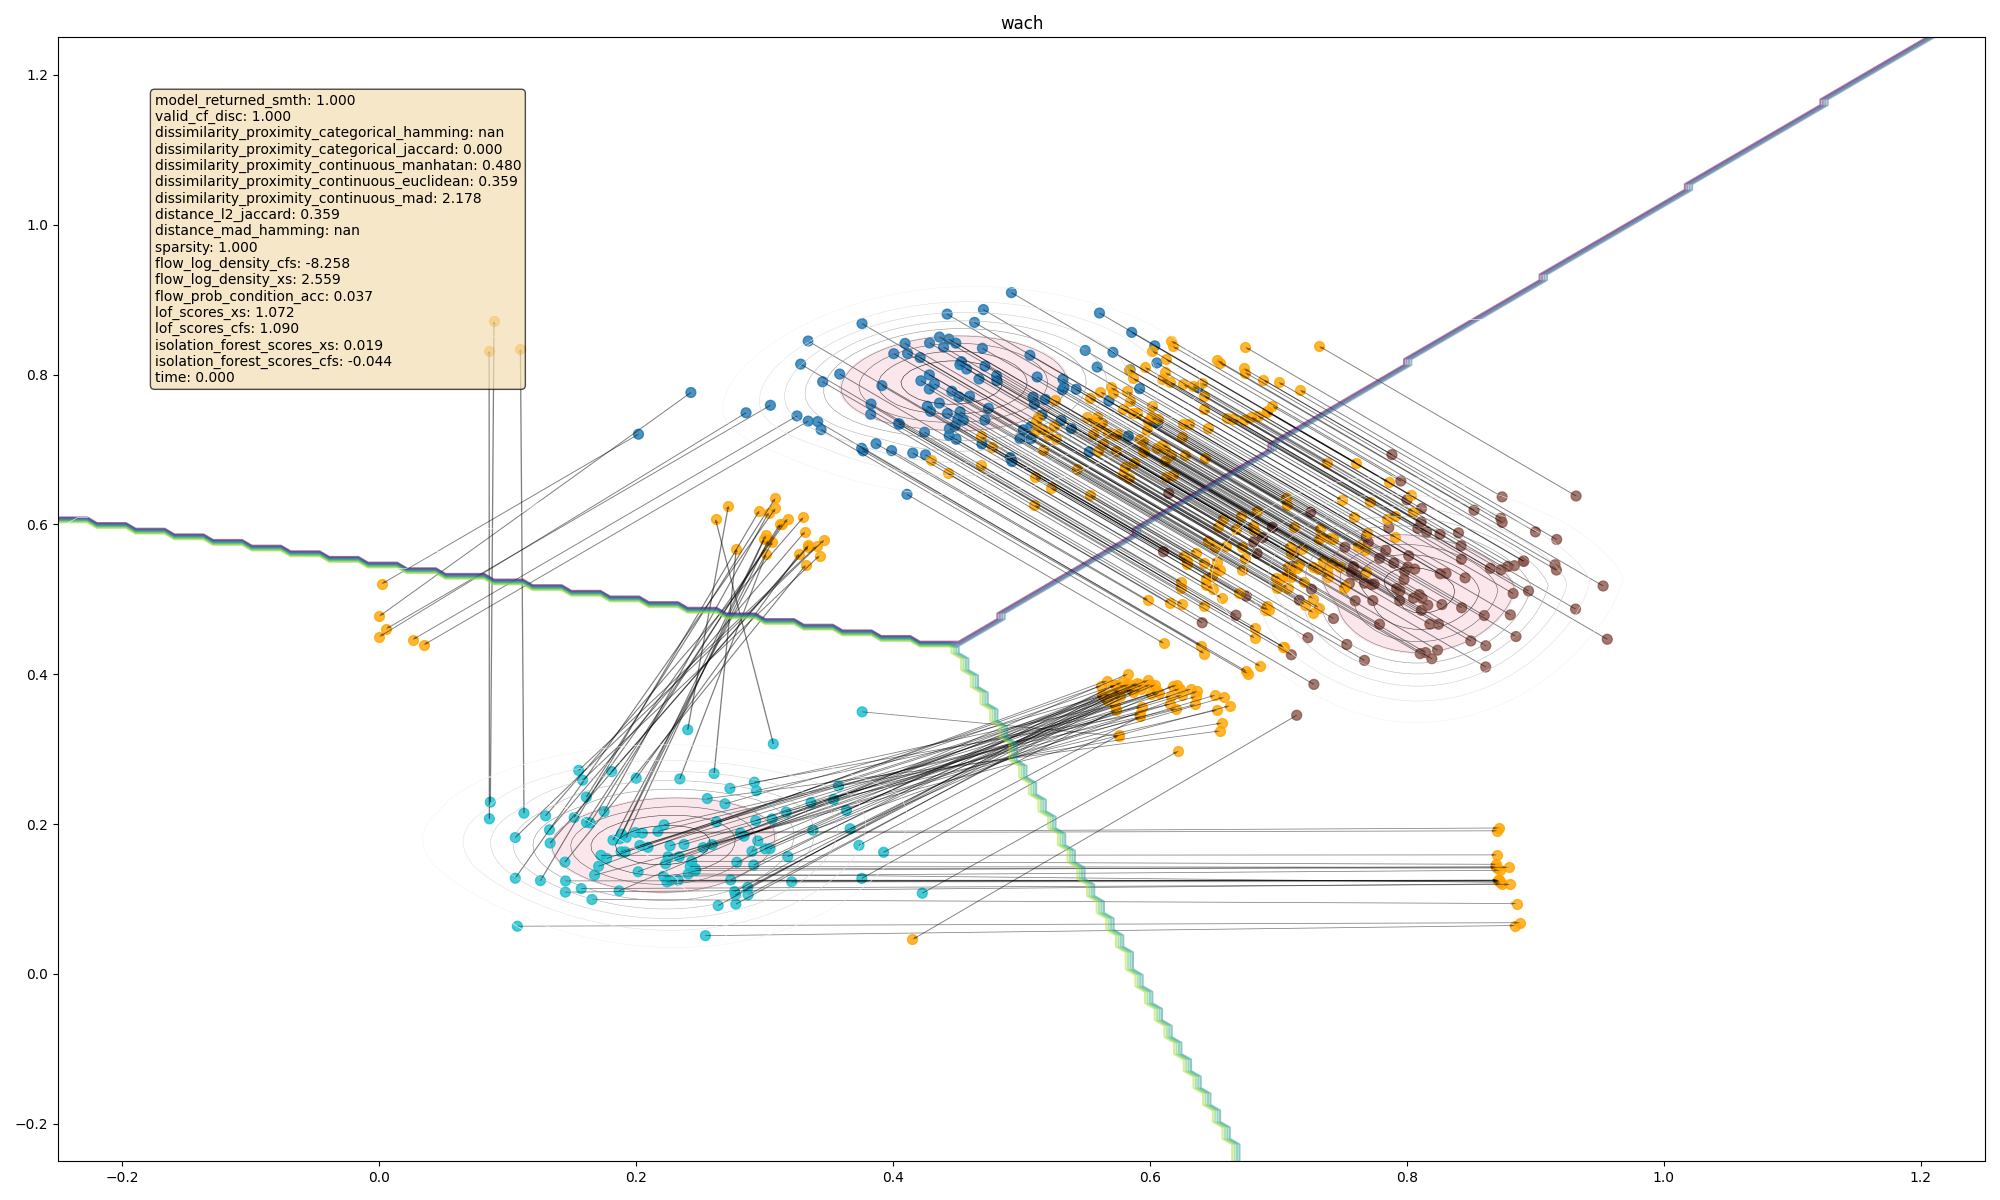 wach
model_returned_smth: 1.000
valid_cf_disc: 1.000
dissimilarity_proximity_categorical_hamming: nan
dissimilarity_proximity_categorical_jaccard: 0.000
dissimilarity_proximity_continuous_manhatan: 0.480
dissimilarity_proximity_continuous_euclidean: 0.359
dissimilarity_proximity_continuous_mad: 2.178
distance_l2_jaccard: 0.359
distance_mad_hamming: nan
sparsity: 1.000
flow_log_density_cfs: -8.258
flow_log_density_xs: 2.559
flow_prob_condition_acc: 0.037
lof_scores_xs: 1.072
lof_scores_cfs: 1.090
isolation_forest_scores_xs: 0.019
isolation_forest_scores_cfs: -0.044
time: 0.000
1.2
1.0
0.8
0.6
0.4
0.2
0.0
−0.2
−0.2 0.0 0.2 0.4 0.6 0.8 1.0 1.2